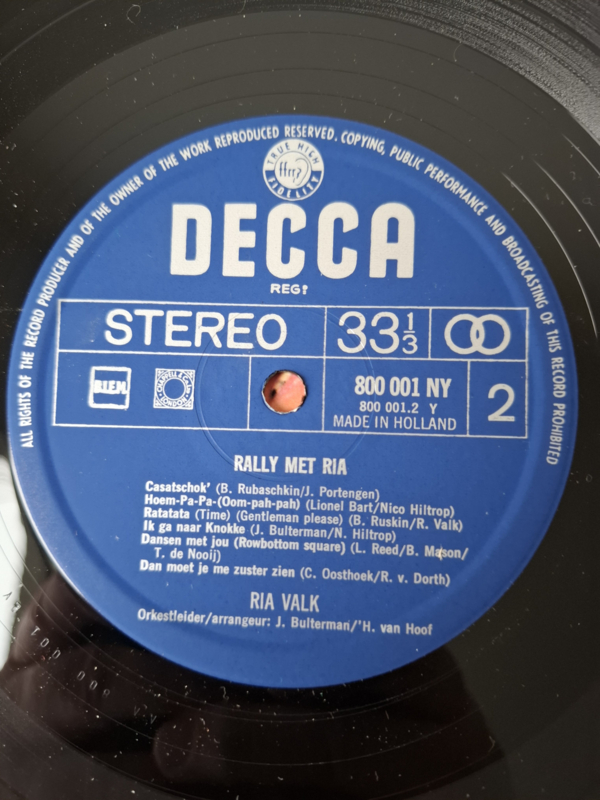 ALL RIGHTS OF THE RECORD PRODUCER AND OF THE OWNER OF THE WORK REPRODUCED RESERVED. COPYING, PUBLIC PERFORMANCE AND BROADCASTING OF THIS RECORD PROHIBITED
TRUE HIGH
ffrr
FIDELITY
DECCA
REGD
STEREO
33⅓
B.I.E.M.
800 001 NY
800 001.2 Y
MADE IN HOLLAND
2
RALLY MET RIA
Casatschok' (B. Rubaschkin/J. Portengen)
Hoem-Pa-Pa-(Oom-pah-pah) (Lionel Bart/Nico Hiltrop)
Ratatata (Time) (Gentleman please) (B. Ruskin/R. Valk)
Ik ga naar Knokke (J. Bulterman/N. Hiltrop)
Dansen met jou (Rowbottom square) (L. Reed/B. Mason/
T. de Nooij)
Dan moet je me zuster zien (C. Oosthoek/R. v. Dorth)
RIA VALK
Orkestleider/arrangeur: J. Bulterman/'H. van Hoof